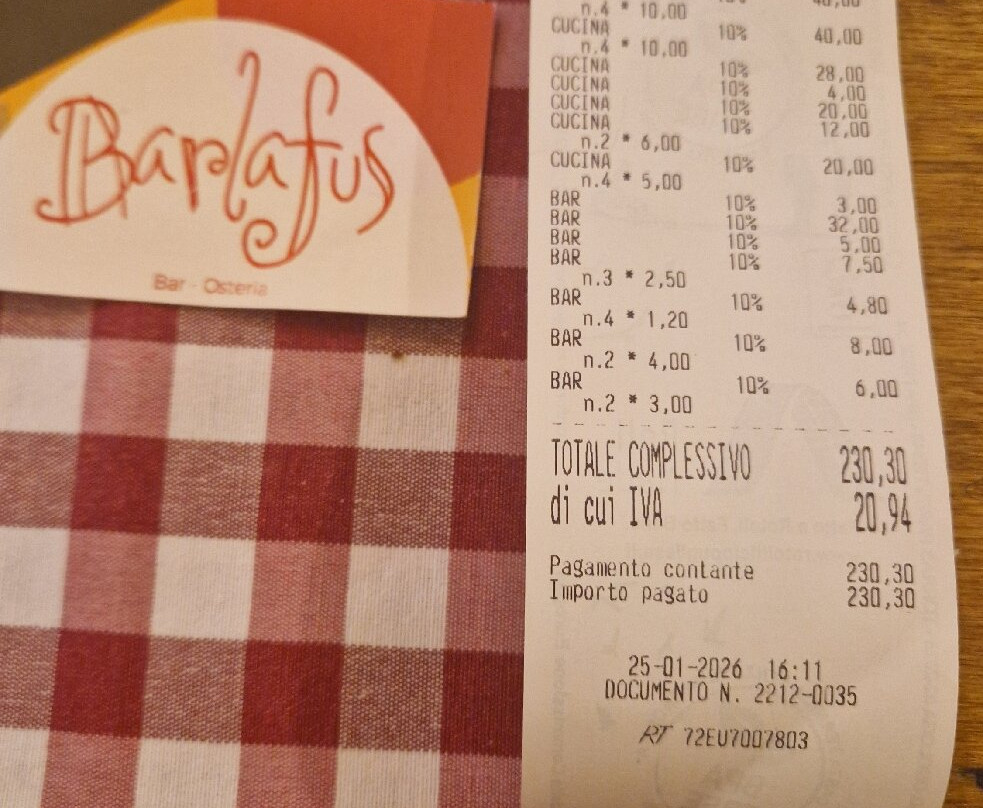 Barlafus
Bar - Osteria
n.4 * 10,00
CUCINA 10% 40,00
n.4 * 10,00
CUCINA 10% 28,00
CUCINA 10% 4,00
CUCINA 10% 20,00
CUCINA 10% 12,00
n.2 * 6,00
CUCINA 10% 20,00
n.4 * 5,00
BAR 10% 3,00
BAR 10% 32,00
BAR 10% 5,00
BAR 10% 7,50
n.3 * 2,50
BAR 10% 4,80
n.4 * 1,20
BAR 10% 8,00
n.2 * 4,00
BAR 10% 6,00
n.2 * 3,00
TOTALE COMPLESSIVO 230,30
di cui IVA 20,94
Pagamento contante 230,30
Importo pagato 230,30
25-01-2026 16:11
DOCUMENTO N. 2212-0035
RT 72EU7007803